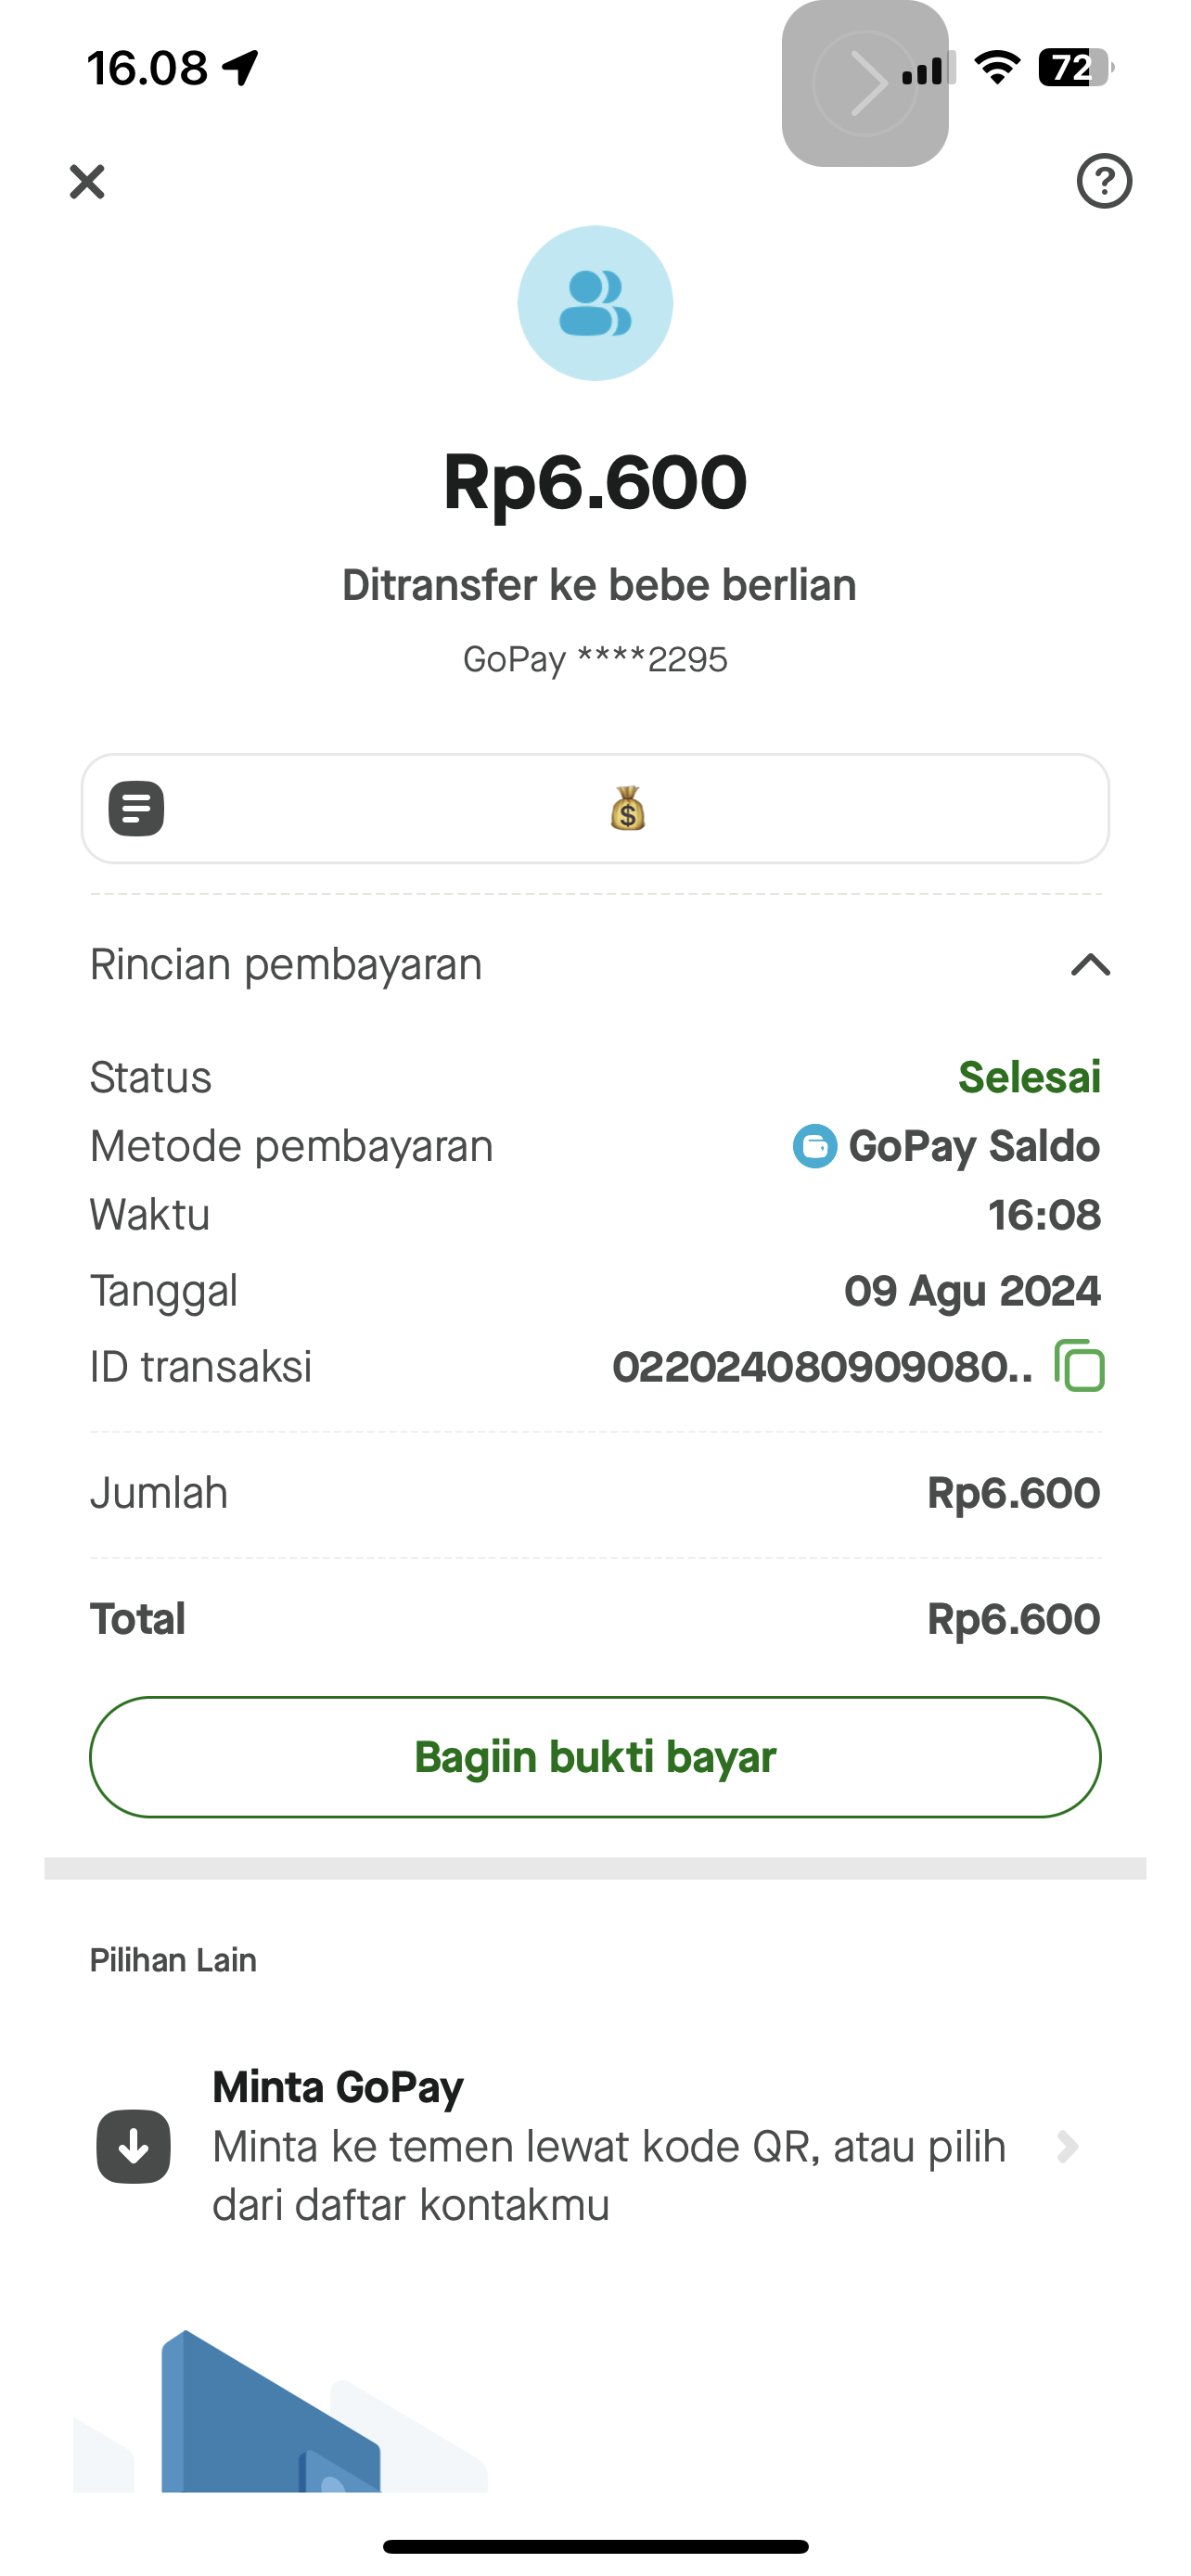 16.08
72
Rp6.600
Ditransfer ke bebe berlian
GoPay ****2295
Rincian pembayaran
Status Selesai
Metode pembayaran GoPay Saldo
Waktu 16:08
Tanggal 09 Agu 2024
ID transaksi 022024080909080..
Jumlah Rp6.600
Total Rp6.600
Bagiin bukti bayar
Pilihan Lain
Minta GoPay
Minta ke temen lewat kode QR, atau pilih
dari daftar kontakmu